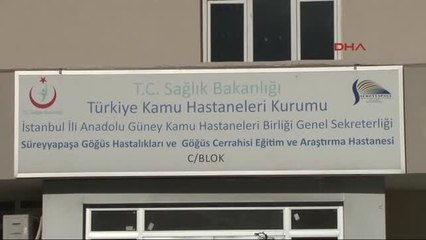 DHA
T.C. Sağlık Bakanlığı
Türkiye Kamu Hastaneleri Kurumu
İstanbul İli Anadolu Güney Kamu Hastaneleri Birliği Genel Sekreterliği
Süreyyapaşa Göğüs Hastalıkları ve Göğüs Cerrahisi Eğitim ve Araştırma Hastanesi
C/BLOK